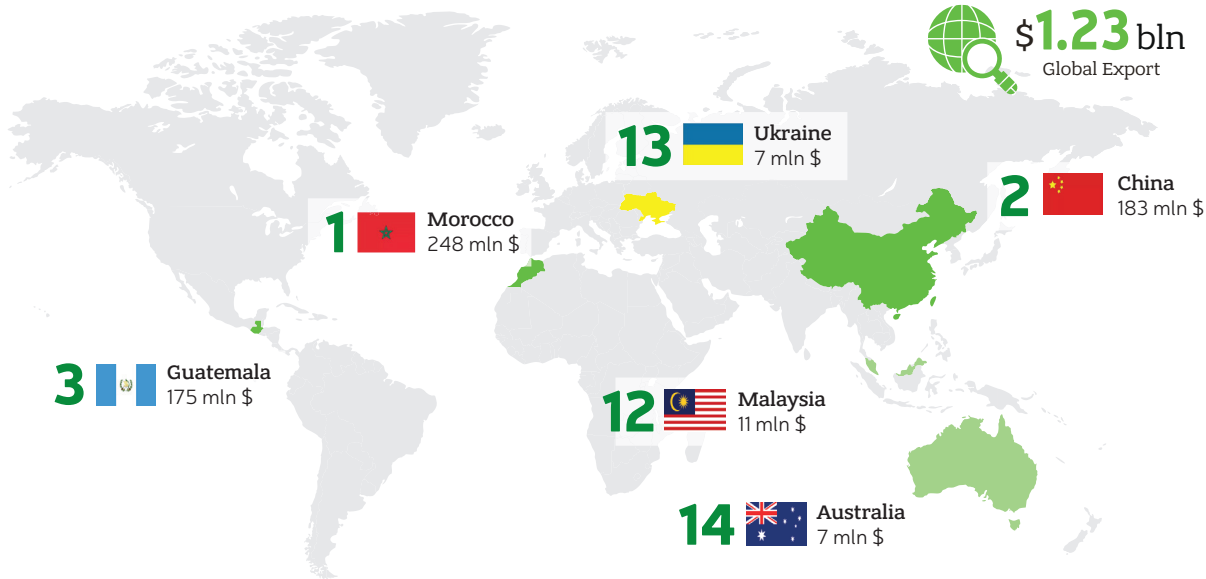 $1.23 bln
Global Export
13
Ukraine
7 mln $
2
China
183 mln $
1
Morocco
248 mln $
3
Guatemala
175 mln $
12
Malaysia
11 mln $
14
Australia
7 mln $